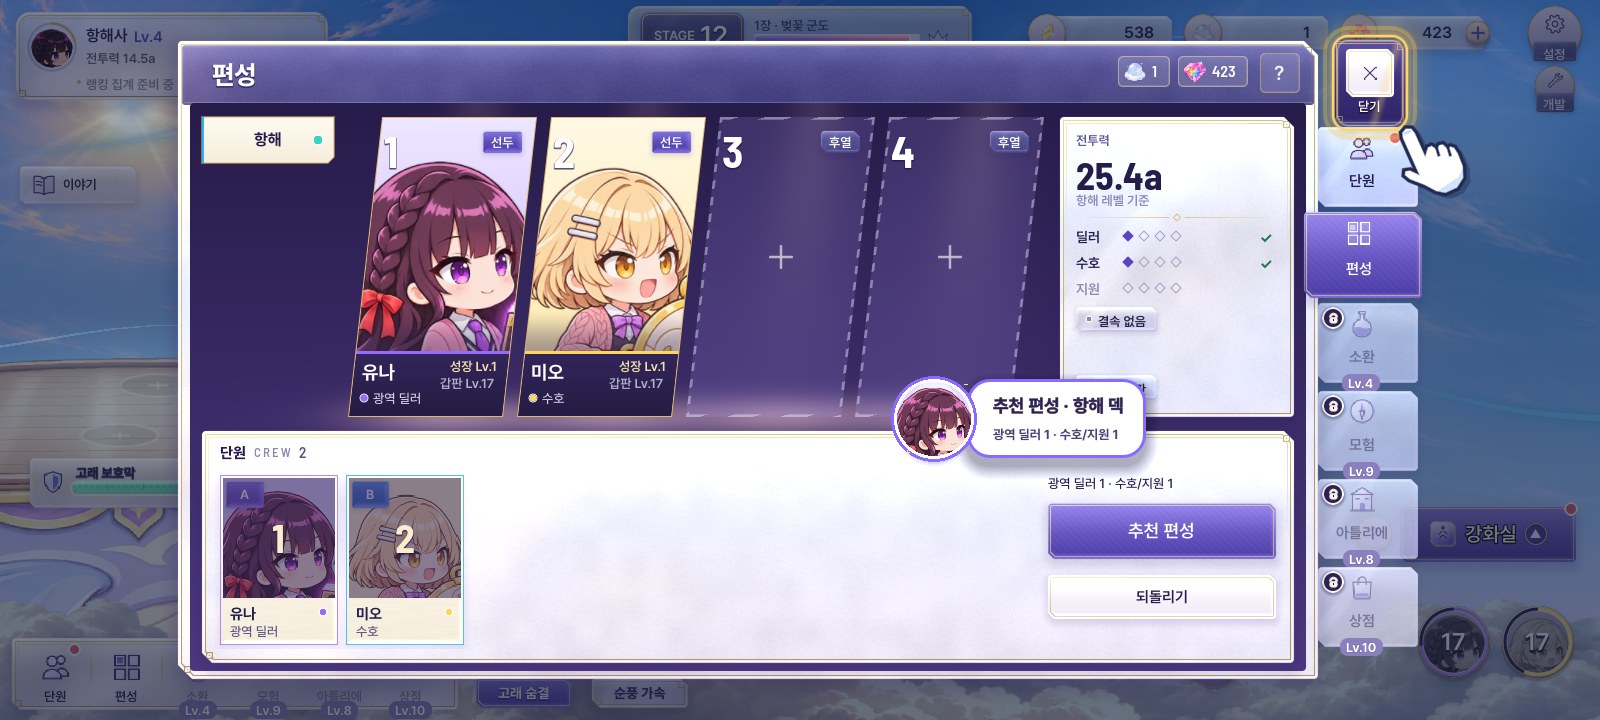 항해사 Lv.4
전투력 14.5a
랭킹 집계 준비 중
STAGE 12
1장 · 벚꽃 군도
538
1
423
설정
개발
이야기
편성
1
423
?
닫기
항해
1
선두
유나
성장 Lv.1
갑판 Lv.17
광역 딜러
2
선두
미오
성장 Lv.1
갑판 Lv.17
수호
3
후열
4
후열
전투력
25.4a
항해 레벨 기준
딜러
수호
지원
결속 없음
추천 편성 · 항해 덱
광역 딜러 1 · 수호/지원 1
단원 CREW 2
A
1
유나
광역 딜러
B
2
미오
수호
광역 딜러 1 · 수호/지원 1
추천 편성
되돌리기
단원
편성
소환
Lv.4
모험
Lv.9
아틀리에
Lv.8
상점
Lv.10
고래 보호막
강화실
17
17
단원
편성
소환
Lv.4
모험
Lv.9
아틀리에
Lv.8
상점
Lv.10
고래 숨결
순풍 가속